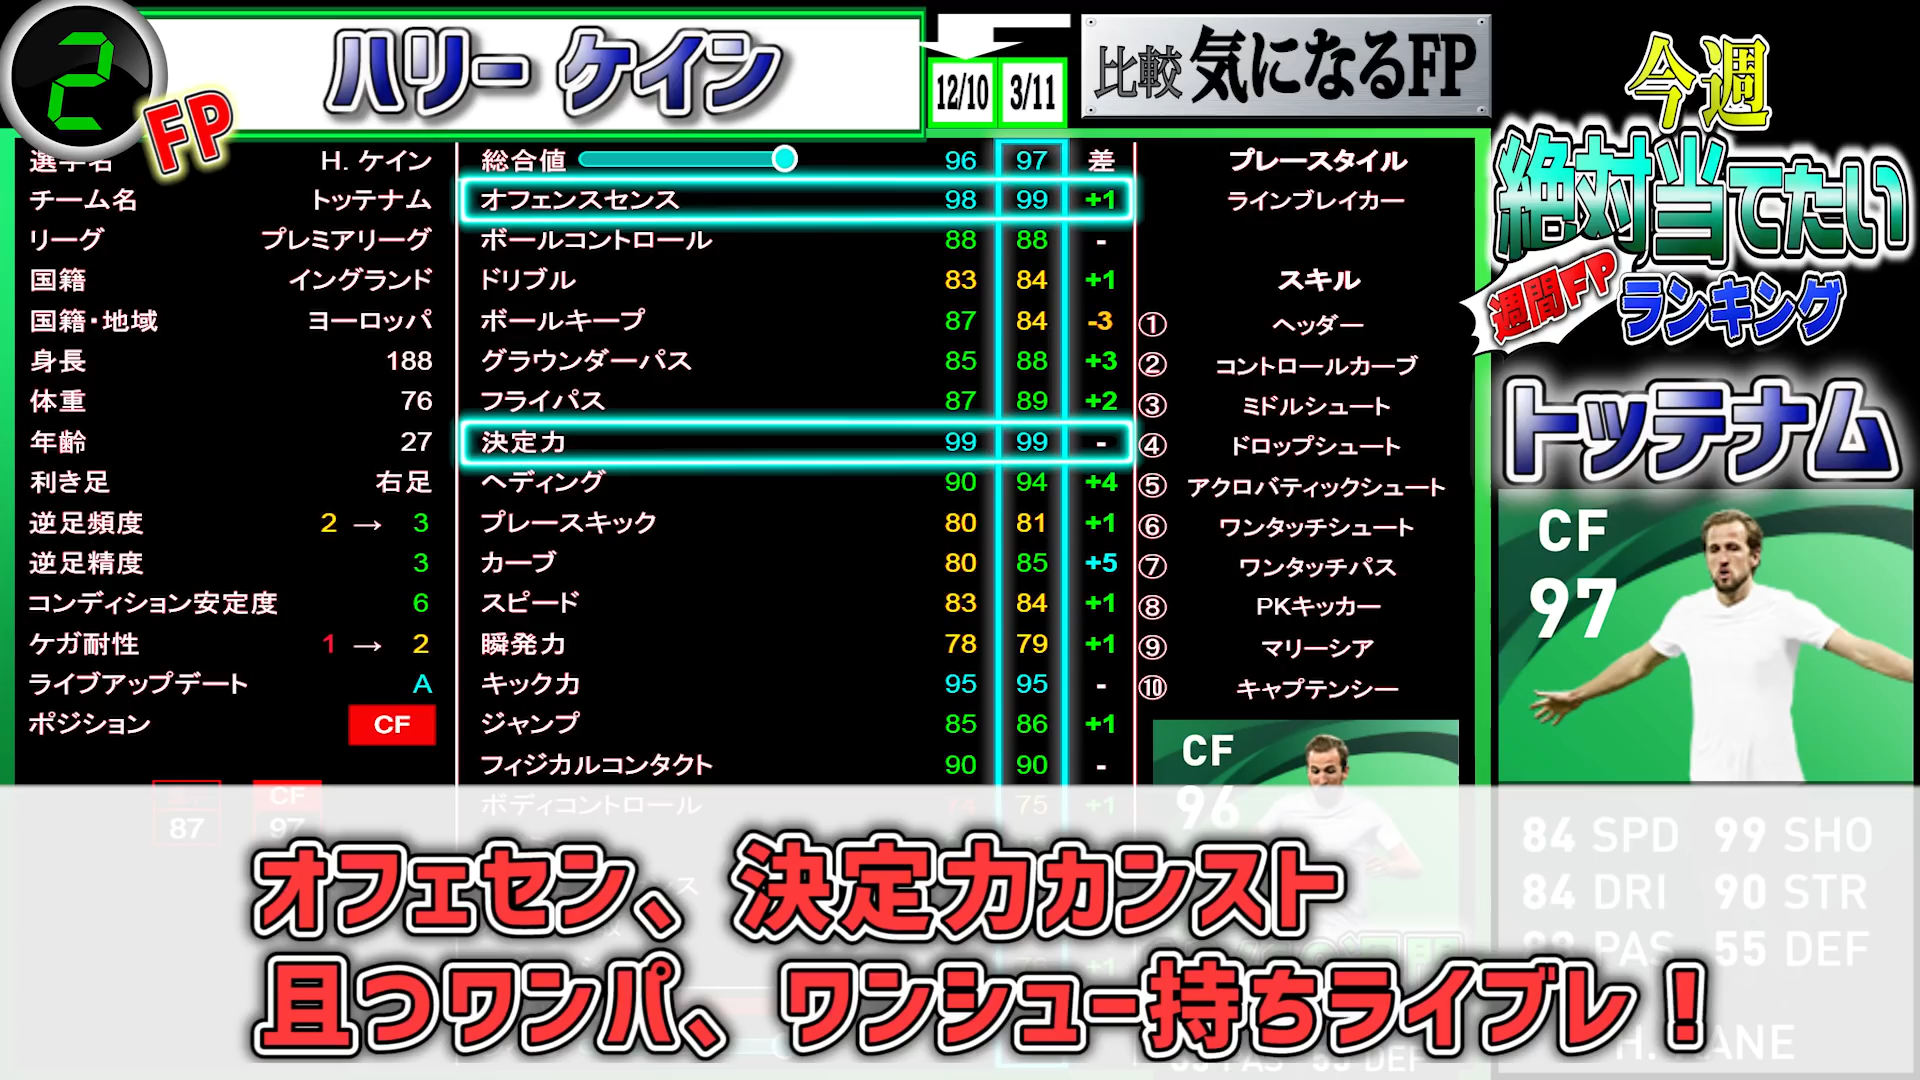 2
FP
ハリー ケイン
12/10 3/11
比較 気になるFP
今週
絶対当てたい
週間FP
ランキング
トッテナム
CF
97
選手名 H. ケイン
チーム名 トッテナム
リーグ プレミアリーグ
国籍 イングランド
国籍・地域 ヨーロッパ
身長 188
体重 76
年齢 27
利き足 右足
逆足頻度 2 → 3
逆足精度 3
コンディション安定度 6
ケガ耐性 1 → 2
ライブアップデート A
ポジション CF
CF
87 97
総合値 96 97 差
オフェンスセンス 98 99 +1
ボールコントロール 88 88 -
ドリブル 83 84 +1
ボールキープ 87 84 -3
グラウンダーパス 85 88 +3
フライパス 87 89 +2
決定力 99 99 -
ヘディング 90 94 +4
プレースキック 80 81 +1
カーブ 80 85 +5
スピード 83 84 +1
瞬発力 78 79 +1
キック力 95 95 -
ジャンプ 85 86 +1
フィジカルコンタクト 90 90 -
ボディコントロール 74 75 +1
プレースタイル
ラインブレイカー
スキル
① ヘッダー
② コントロールカーブ
③ ミドルシュート
④ ドロップシュート
⑤ アクロバティックシュート
⑥ ワンタッチシュート
⑦ ワンタッチパス
⑧ PKキッカー
⑨ マリーシア
⑩ キャプテンシー
CF
96
84 SPD 99 SHO
84 DRI 90 STR
PAS 55 DEF
オフェセン、決定力カンスト
且つワンパ、ワンシュー持ちライブレ！